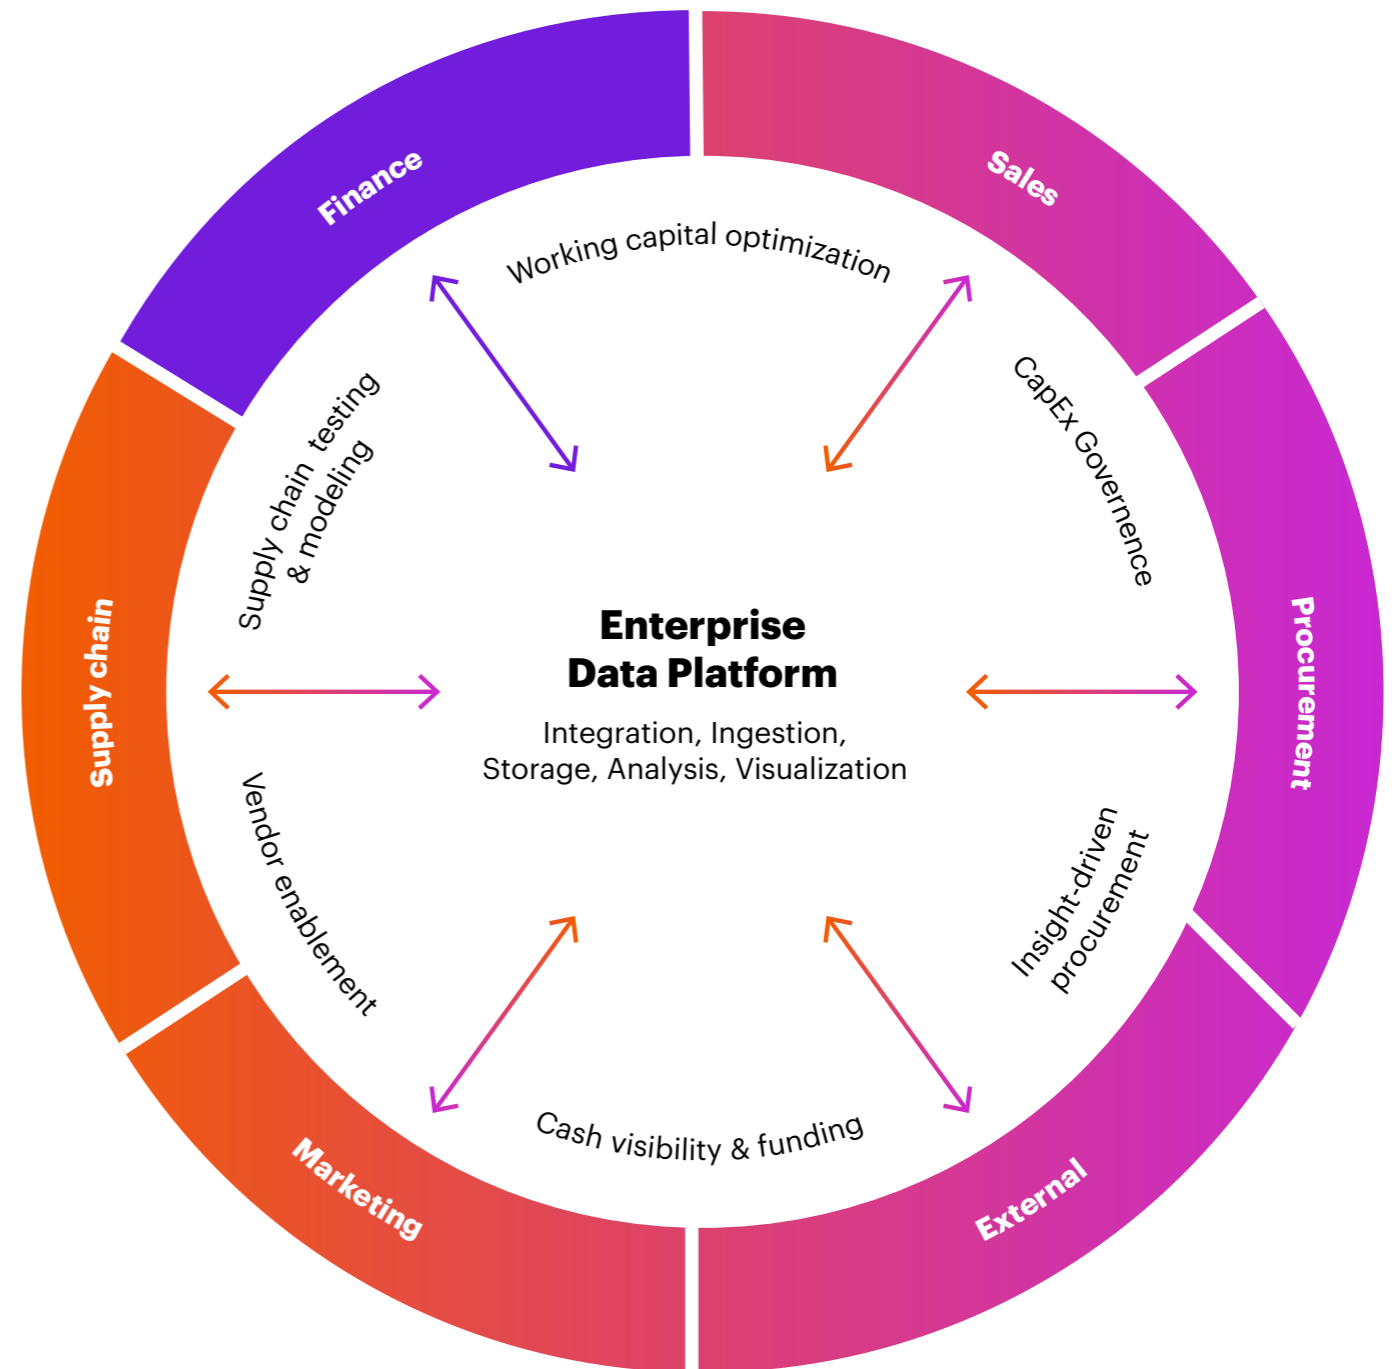 Finance
Sales
Working capital optimization
CapEx Governence
Supply chain testing
& modeling
Supply chain
Procurement
Enterprise
Data Platform
Integration, Ingestion,
Storage, Analysis, Visualization
Vendor enablement
Insight-driven
procurement
Cash visibility & funding
Marketing
External